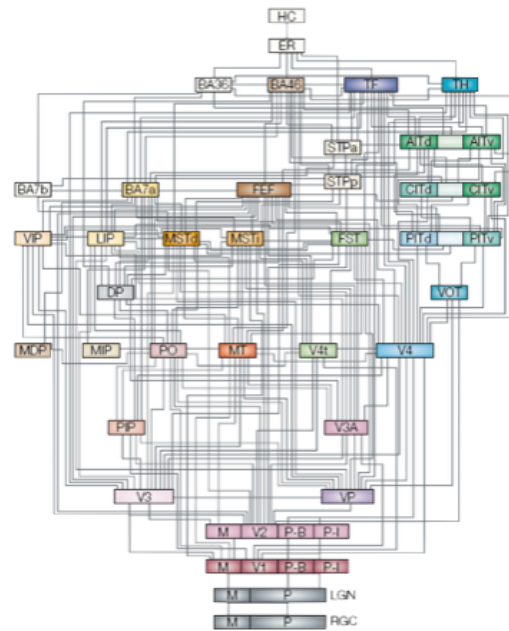 HC
ER
BA36 BA46 TF TH
AITd AITv
STPa
STPp
BA7b BA7a FEF CITd CITv
VIP LIP MSTd MSTl FST PITd PITv
DP VOT
MDP MIP PO MT V4t V4
PIP V3A
V3 VP
M V2 P-B P-I
M V1 P-B P-I
M P LGN
M P RGC